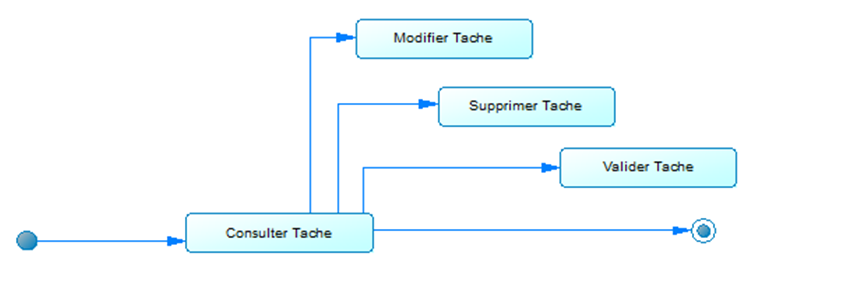 Modifier Tache
Supprimer Tache
Valider Tache
Consulter Tache